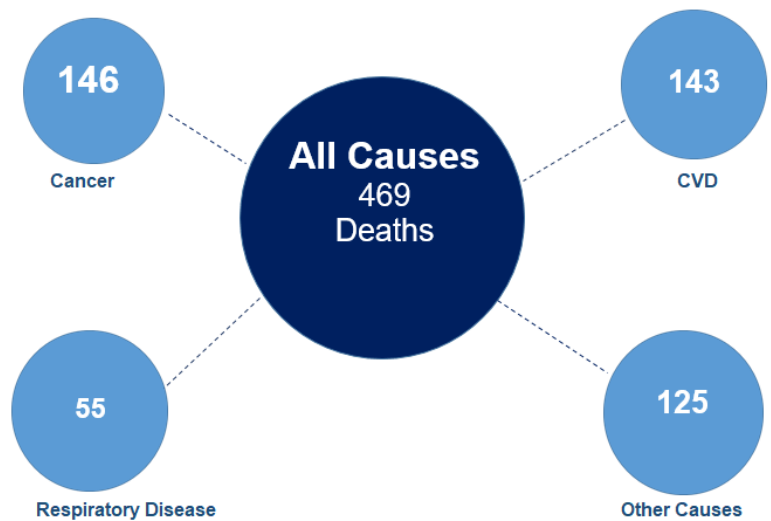 146
Cancer
All Causes
469
Deaths
143
CVD
55
Respiratory Disease
125
Other Causes